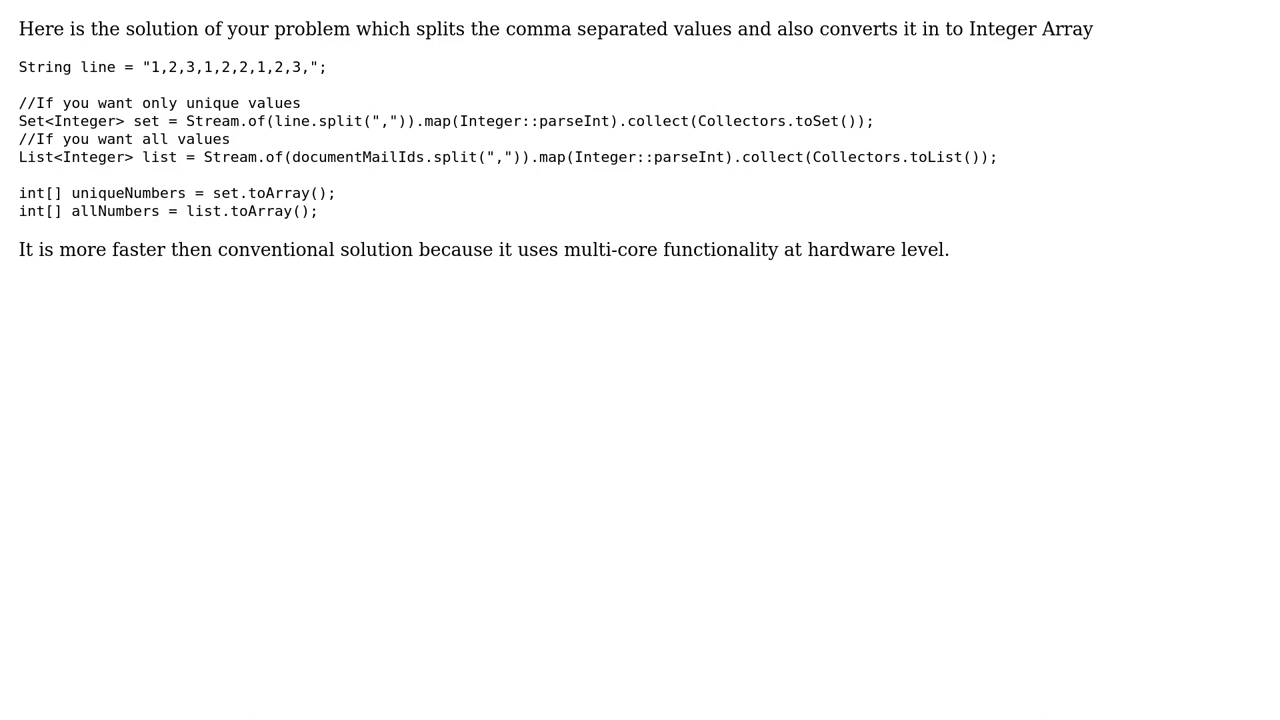 Here is the solution of your problem which splits the comma separated values and also converts it in to Integer Array
String line = "1,2,3,1,2,2,1,2,3,";
//If you want only unique values
Set<Integer> set = Stream.of(line.split(",")).map(Integer::parseInt).collect(Collectors.toSet());
//If you want all values
List<Integer> list = Stream.of(documentMailIds.split(",")).map(Integer::parseInt).collect(Collectors.toList());
int[] uniqueNumbers = set.toArray();
int[] allNumbers = list.toArray();
It is more faster then conventional solution because it uses multi-core functionality at hardware level.